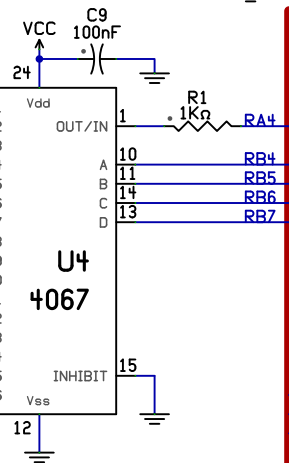 C9
VCC 100nF
24
Vdd
R1
1 1KΩ RA4
OUT/IN
10 RB4
A
11 RB5
B
14 RB6
C
13 RB7
D
U4
4067
15
INHIBIT
Vss
12